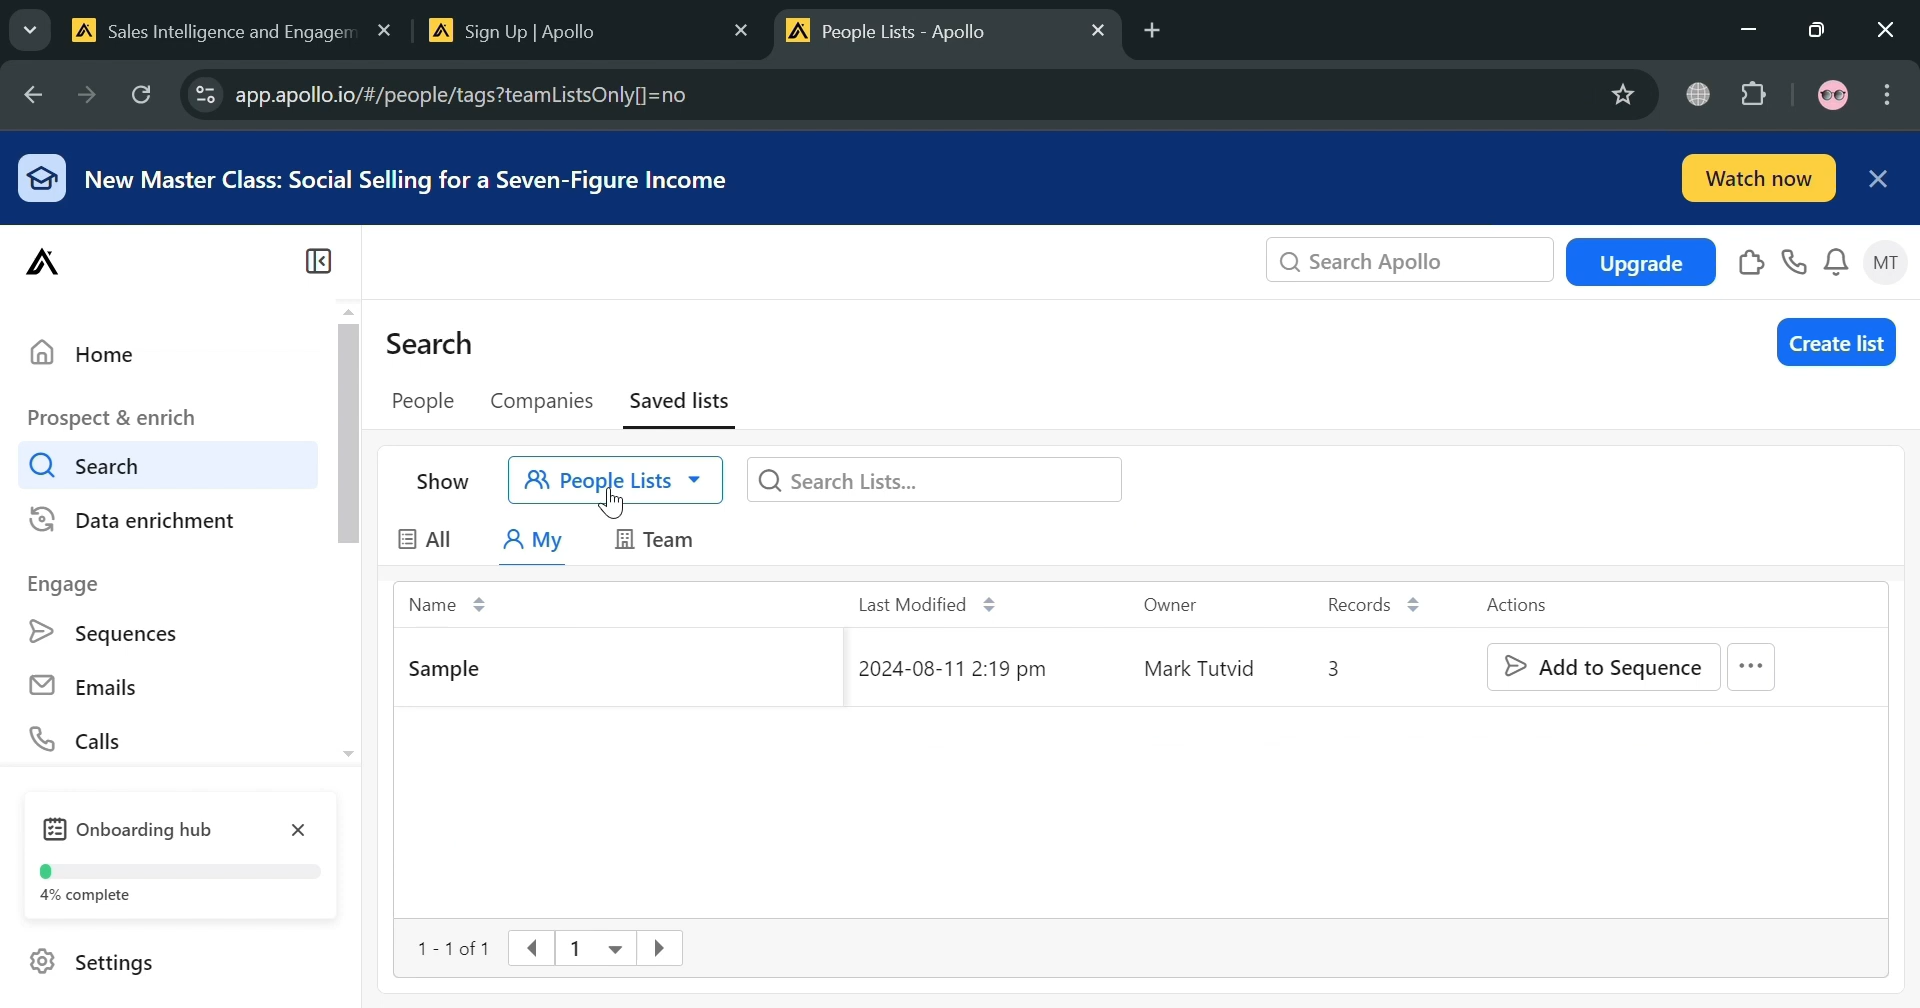 Sales Intelligence and Engagem
Sign Up | Apollo
People Lists - Apollo
app.apollo.io/#/people/tags?teamListsOnly[]=no
New Master Class: Social Selling for a Seven-Figure Income
Watch now
Search Apollo
Upgrade
MT
Home
Prospect & enrich
Search
Data enrichment
Engage
Sequences
Emails
Calls
Onboarding hub
4% complete
Settings
Search
Create list
People
Companies
Saved lists
Show
People Lists
Search Lists...
All
My
Team
Name
Last Modified
Owner
Records
Actions
Sample
2024-08-11 2:19 pm
Mark Tutvid
3
Add to Sequence
1 - 1 of 1
1